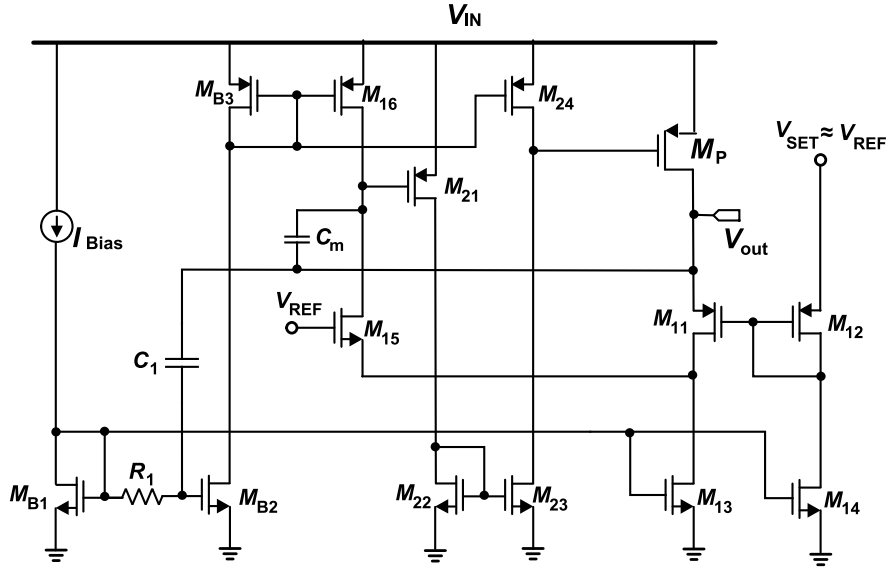 V_IN
M_B3
M_16
M_24
M_P
V_SET ≈ V_REF
M_21
I_Bias
C_m
V_out
V_REF
M_15
M_11
M_12
C_1
R_1
M_B1
M_B2
M_22
M_23
M_13
M_14